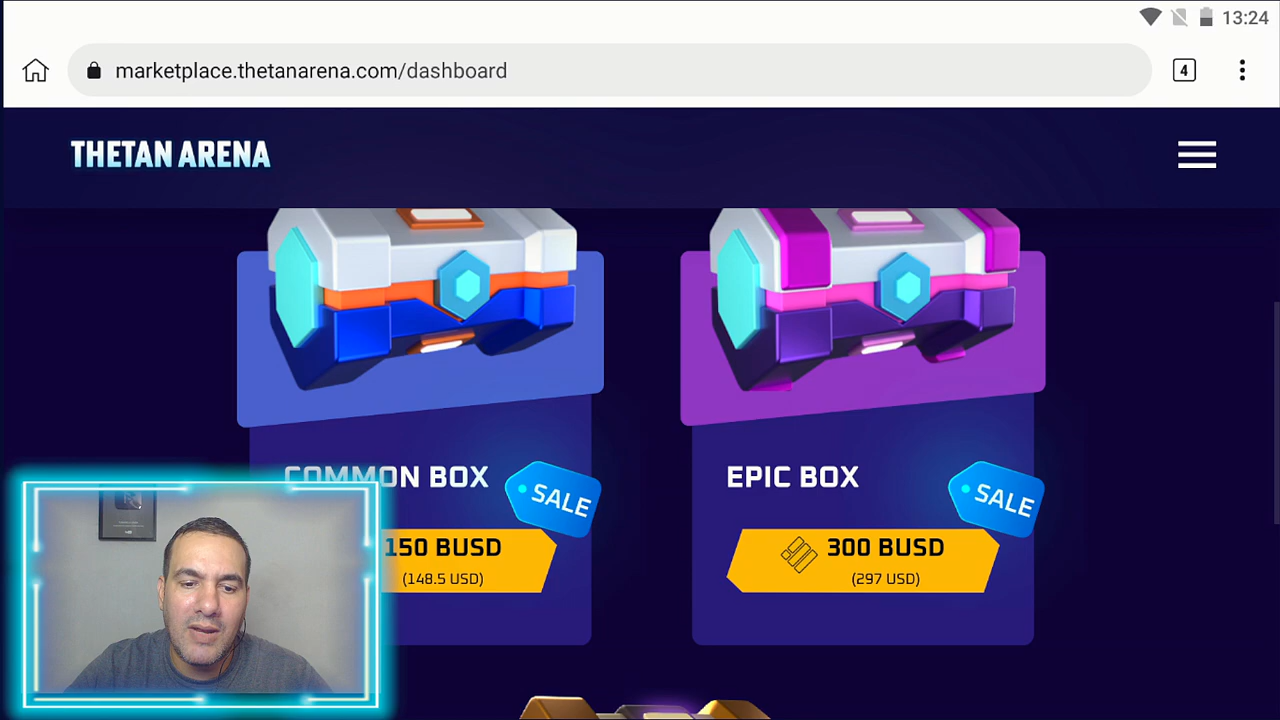 13:24
marketplace.thetanarena.com/dashboard
4
THETAN ARENA
COMMON BOX
SALE
150 BUSD
(148.5 USD)
EPIC BOX
SALE
300 BUSD
(297 USD)